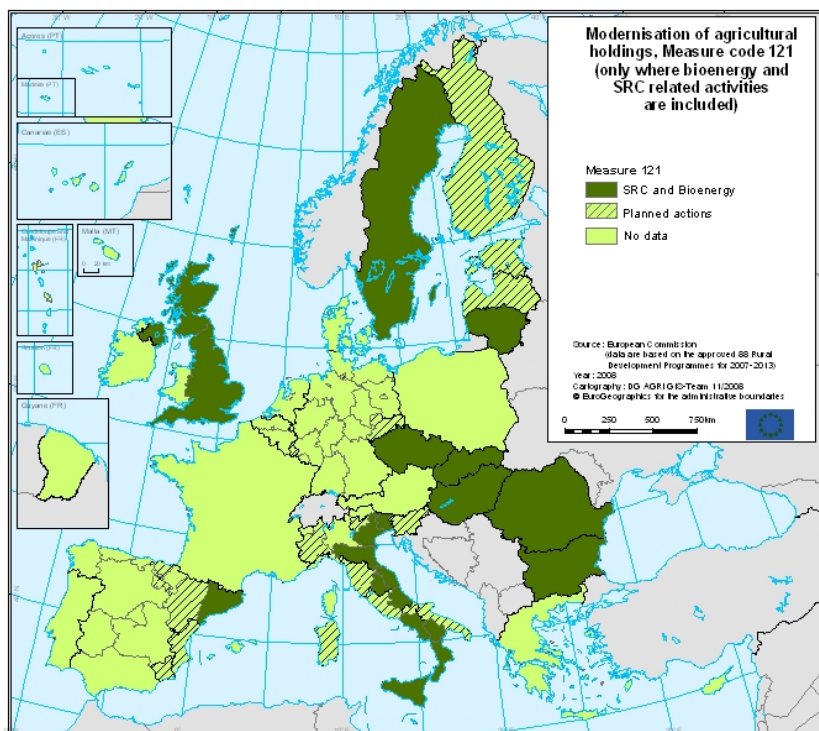 Modernisation of agricultural
holdings, Measure code 121
(only where bioenergy and
SRC related activities
are included)
Measure 121
SRC and Bioenergy
Planned actions
No data
Source: European Commission
(data are based on the approved 88 Rural
Development Programmes for 2007-2013)
Year: 2008
Cartography: DG AGRI GIS-Team 11/2008
© EuroGeographics for the administrative boundaries
0 250 500 750km
Canarias (ES)
Malta (MT)
0 20 km
Guyane (FR)